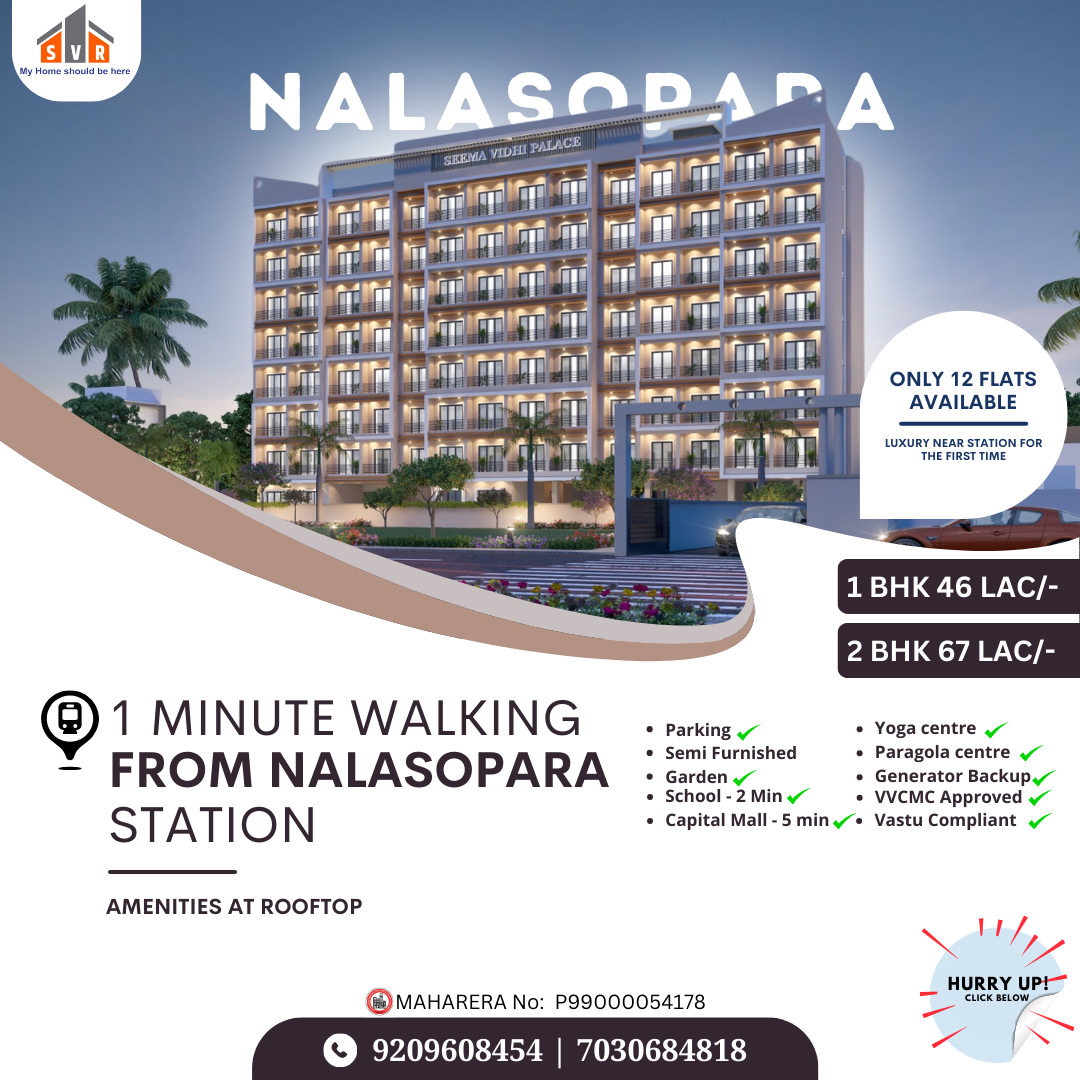 SVR
My Home should be here
NALASOPARA
SEEMA VIDHI PALACE
ONLY 12 FLATS
AVAILABLE
LUXURY NEAR STATION FOR
THE FIRST TIME
1 BHK 46 LAC/-
2 BHK 67 LAC/-
1 MINUTE WALKING
FROM NALASOPARA
STATION
AMENITIES AT ROOFTOP
• Parking
• Semi Furnished
• Garden
• School - 2 Min
• Capital Mall - 5 min
• Yoga centre
• Paragola centre
• Generator Backup
• VVCMC Approved
• Vastu Compliant
HURRY UP!
CLICK BELOW
MAHARERA No: P99000054178
9209608454 | 7030684818